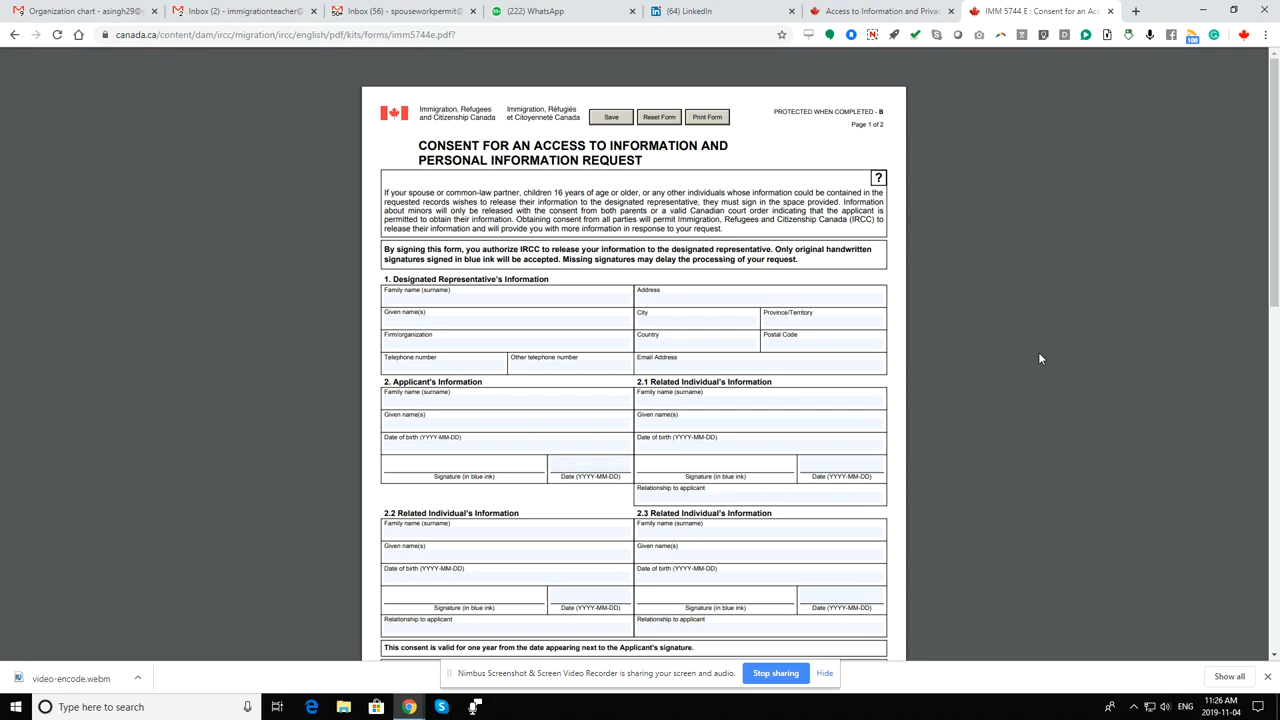 Organization chart - asingh29@g
Inbox (2) - immigrationteacher@
Inbox (56) - spouseworkpermit@
(222) WhatsApp
(64) LinkedIn
Access to Information and Privac
IMM 5744 E : Consent for an Acc
canada.ca/content/dam/ircc/migration/ircc/english/pdf/kits/forms/imm5744e.pdf?
100
Immigration, Refugees and Citizenship Canada
Immigration, Réfugiés et Citoyenneté Canada
Save
Reset Form
Print Form
PROTECTED WHEN COMPLETED - B
Page 1 of 2
CONSENT FOR AN ACCESS TO INFORMATION AND
PERSONAL INFORMATION REQUEST
?
If your spouse or common-law partner, children 16 years of age or older, or any other individuals whose information could be contained in the
requested records wishes to release their information to the designated representative, they must sign in the space provided. Information
about minors will only be released with the consent from both parents or a valid Canadian court order indicating that the applicant is
permitted to obtain their information. Obtaining consent from all parties will permit Immigration, Refugees and Citizenship Canada (IRCC) to
release their information and will provide you with more information in response to your request.
By signing this form, you authorize IRCC to release your information to the designated representative. Only original handwritten
signatures signed in blue ink will be accepted. Missing signatures may delay the processing of your request.
1. Designated Representative's Information
Family name (surname)
Address
Given name(s)
City
Province/Territory
Firm/organization
Country
Postal Code
Telephone number
Other telephone number
Email Address
2. Applicant's Information
2.1 Related Individual's Information
Family name (surname)
Family name (surname)
Given name(s)
Given name(s)
Date of birth (YYYY-MM-DD)
Date of birth (YYYY-MM-DD)
Signature (in blue ink)
Date (YYYY-MM-DD)
Signature (in blue ink)
Date (YYYY-MM-DD)
Relationship to applicant
2.2 Related Individual's Information
2.3 Related Individual's Information
Family name (surname)
Family name (surname)
Given name(s)
Given name(s)
Date of birth (YYYY-MM-DD)
Date of birth (YYYY-MM-DD)
Signature (in blue ink)
Date (YYYY-MM-DD)
Signature (in blue ink)
Date (YYYY-MM-DD)
Relationship to applicant
Relationship to applicant
This consent is valid for one year from the date appearing next to the Applicant's signature.
video-encode.webm
Nimbus Screenshot & Screen Video Recorder is sharing your screen and audio.
Stop sharing
Hide
Show all
Type here to search
ENG
11:26 AM
2019-11-04